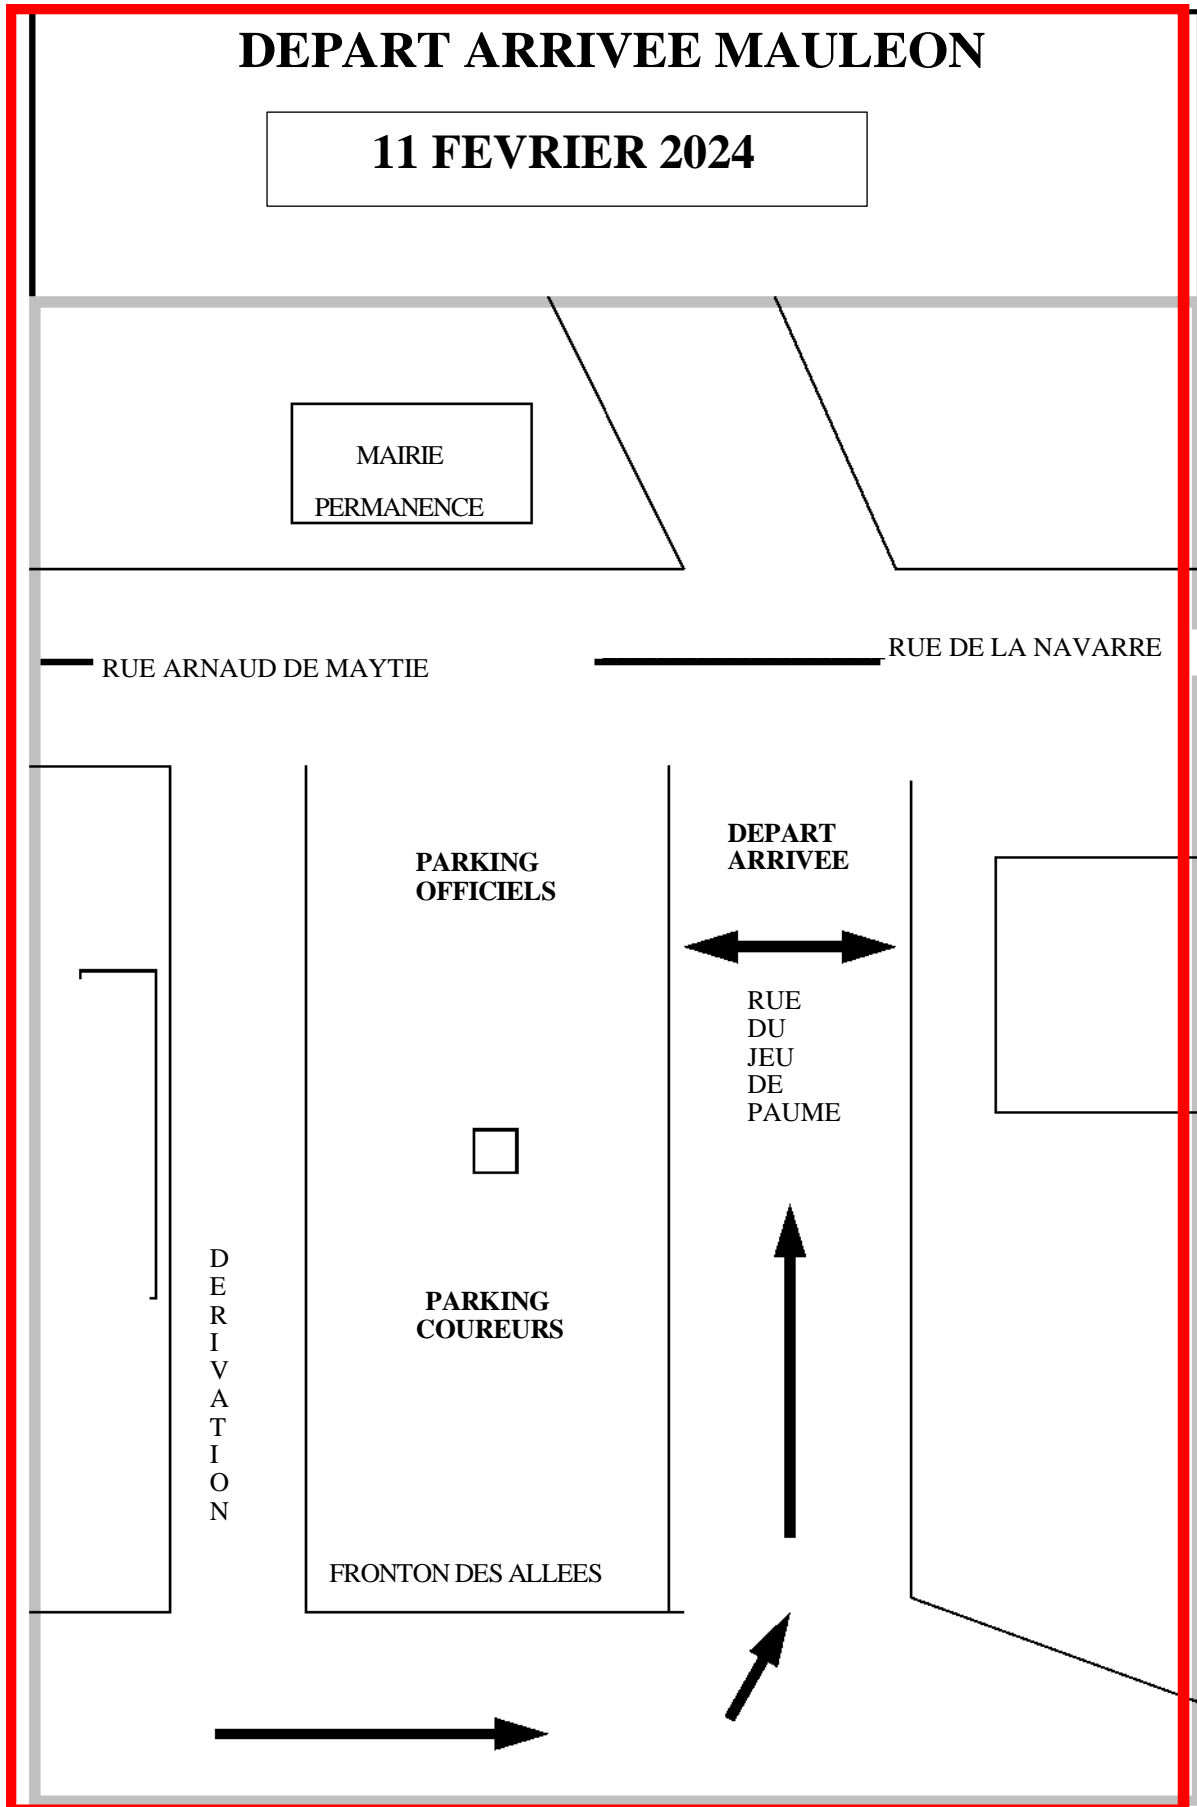 DEPART ARRIVEE MAULEON
11 FEVRIER 2024
MAIRIE
PERMANENCE
RUE ARNAUD DE MAYTIE
RUE DE LA NAVARRE
PARKING
OFFICIELS
DEPART
ARRIVEE
RUE
DU
JEU
DE
PAUME
D
E
R
I
V
A
T
I
O
N
PARKING
COUREURS
FRONTON DES ALLEES